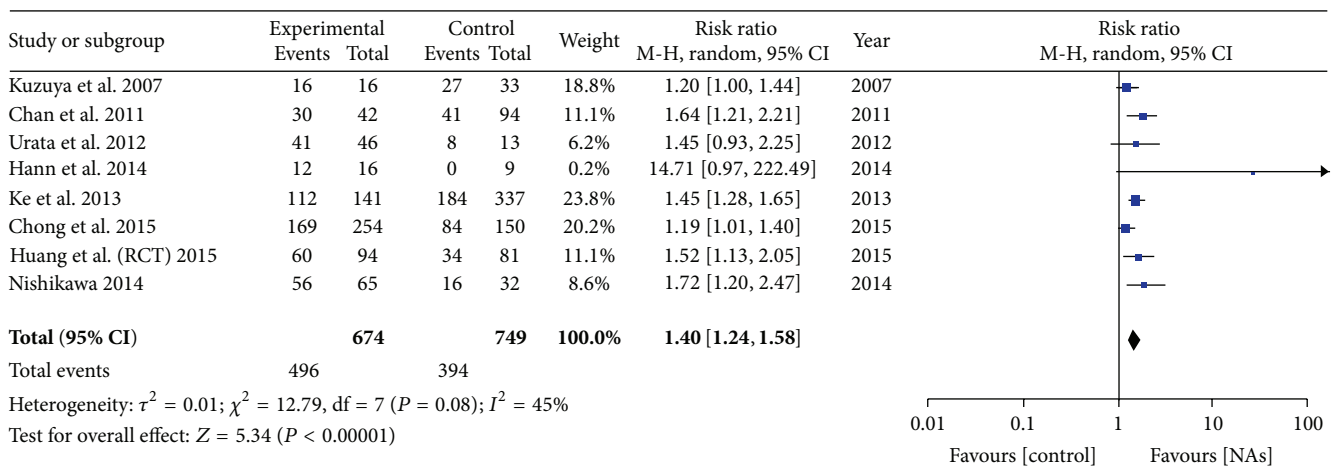 Study or subgroup Experimental Control Weight Risk ratio Year Risk ratio
Events Total Events Total M-H, random, 95% CI M-H, random, 95% CI
Kuzuya et al. 2007 16 16 27 33 18.8% 1.20 [1.00, 1.44] 2007
Chan et al. 2011 30 42 41 94 11.1% 1.64 [1.21, 2.21] 2011
Urata et al. 2012 41 46 8 13 6.2% 1.45 [0.93, 2.25] 2012
Hann et al. 2014 12 16 0 9 0.2% 14.71 [0.97, 222.49] 2014
Ke et al. 2013 112 141 184 337 23.8% 1.45 [1.28, 1.65] 2013
Chong et al. 2015 169 254 84 150 20.2% 1.19 [1.01, 1.40] 2015
Huang et al. (RCT) 2015 60 94 34 81 11.1% 1.52 [1.13, 2.05] 2015
Nishikawa 2014 56 65 16 32 8.6% 1.72 [1.20, 2.47] 2014
Total (95% CI) 674 749 100.0% 1.40 [1.24, 1.58]
Total events 496 394
Heterogeneity: τ² = 0.01; χ² = 12.79, df = 7 (P = 0.08); I² = 45%
Test for overall effect: Z = 5.34 (P < 0.00001)
0.01 0.1 1 10 100
Favours [control] Favours [NAs]